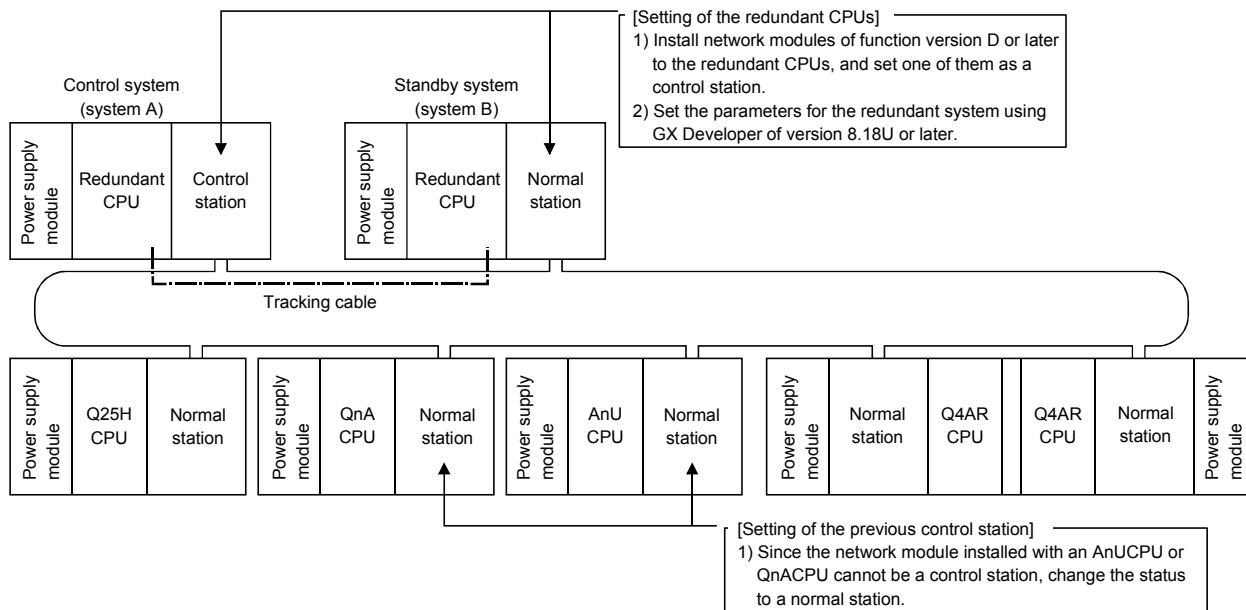 [Setting of the redundant CPUs]
1) Install network modules of function version D or later
to the redundant CPUs, and set one of them as a
control station.
2) Set the parameters for the redundant system using
GX Developer of version 8.18U or later.
Control system
(system A)
Standby system
(system B)
Power supply
module
Redundant
CPU
Control
station
Power supply
module
Redundant
CPU
Normal
station
Tracking cable
Power supply
module
Q25H
CPU
Normal
station
Power supply
module
QnA
CPU
Normal
station
Power supply
module
AnU
CPU
Normal
station
Power supply
module
Normal
station
Q4AR
CPU
Q4AR
CPU
Normal
station
Power supply
module
[Setting of the previous control station]
1) Since the network module installed with an AnUCPU or
QnACPU cannot be a control station, change the status
to a normal station.